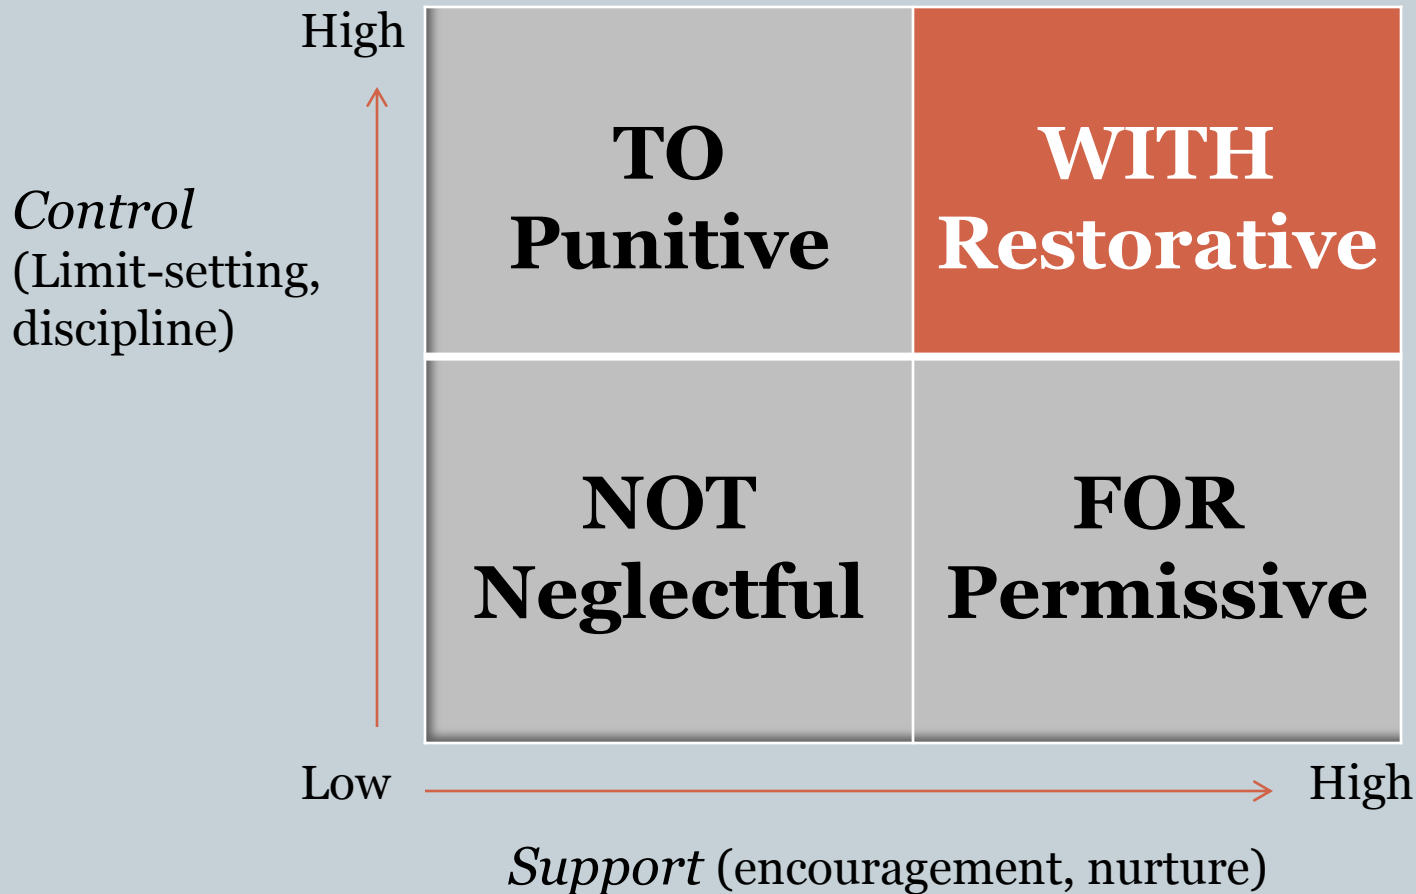 High
TO
Punitive
WITH
Restorative
Control
(Limit-setting,
discipline)
NOT
Neglectful
FOR
Permissive
Low
High
Support (encouragement, nurture)